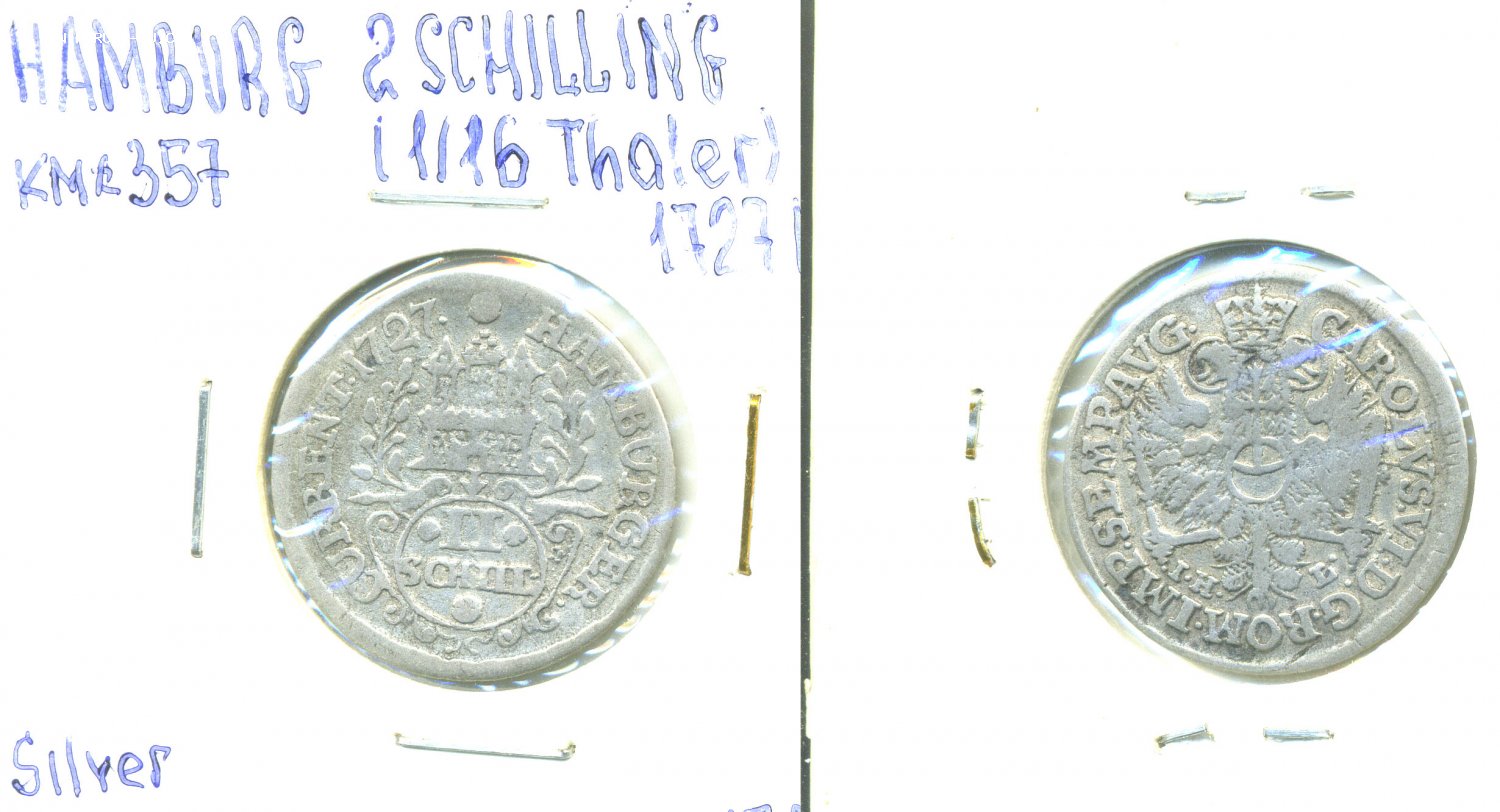 HAMBURG 2 SCHILLING
KM# 357 (1/16 Thaler)
1727
HAMBURGER. CURRENT. 1727.
II
SCHIL
CAROLVS.VI.D.G.ROM.IMP.SEMP.AVG.
I.H. L
Silver